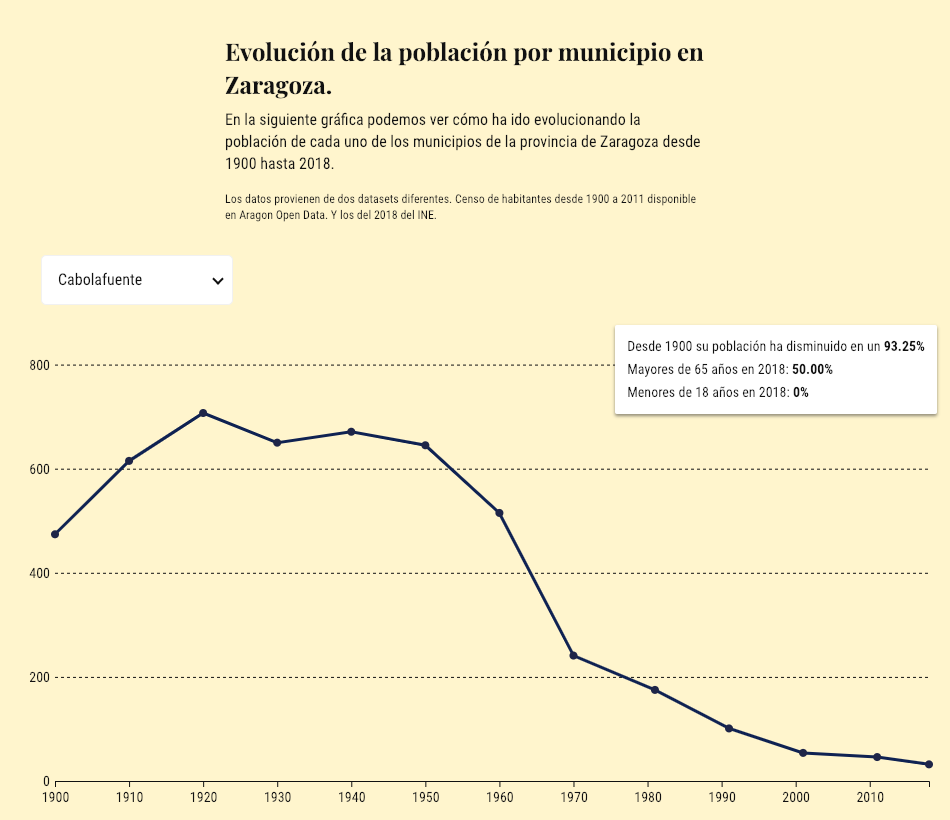 Evolución de la población por municipio en
Zaragoza.
En la siguiente gráfica podemos ver cómo ha ido evolucionando la
población de cada uno de los municipios de la provincia de Zaragoza desde
1900 hasta 2018.
Los datos provienen de dos datasets diferentes. Censo de habitantes desde 1900 a 2011 disponible
en Aragon Open Data. Y los del 2018 del INE.
Cabolafuente
Desde 1900 su población ha disminuido en un 93.25%
Mayores de 65 años en 2018: 50.00%
Menores de 18 años en 2018: 0%
800
600
400
200
0
1900 1910 1920 1930 1940 1950 1960 1970 1980 1990 2000 2010